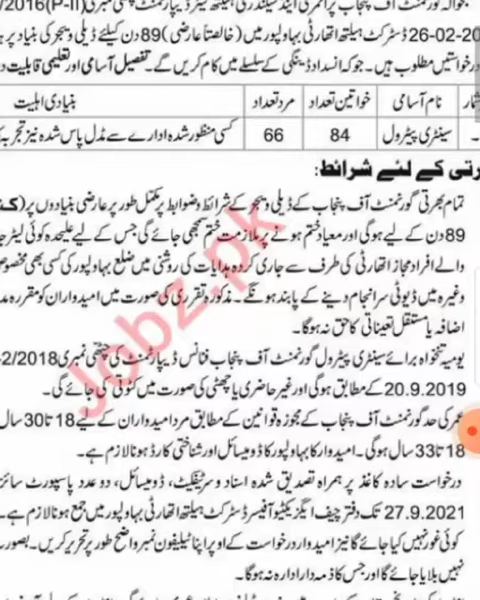 بحوالہ گورنمنٹ آف پنجاب پرائمری اینڈ سیکنڈری ہیلتھ کیئر ڈیپارٹمنٹ چٹھی نمبری 2016/(P-II)
26-02-20 ڈسٹرکٹ ہیلتھ اتھارٹی بہاولپور میں (خالصتاً عارضی) 89 دن کیلئے ڈیلی ویجز کی بنیاد پر
درخواستیں مطلوب ہیں۔ جو کہ انسداد ڈینگی کے سلسلے میں کام کریں گے۔ تفصیل آسامی اور تعلیمی قابلیت
شمار نام آسامی خواتین تعداد مرد تعداد بنیادی اہلیت
سینٹری پیٹرول 84 66 کسی منظور شدہ ادارے سے مڈل پاس شدہ نیز تجربہ
رتی کے لئے شرائط:
تمام بھرتی گورنمنٹ آف پنجاب کے ڈیلی ویجز کے شرائط و ضوابط پر مکمل طور پر عارضی بنیادوں پر
89 دن کے لیے ہوگی اور معیاد ختم ہونے پر ملازمت ختم سمجھی جائے گی جس کے لیے علیحدہ کوئی لیٹر
والے افراد مجاز اتھارٹی کی طرف سے جاری کردہ ہدایات کی روشنی میں ضلع بہاولپور کی کسی بھی مخصوص
وغیرہ میں ڈیوٹی سرانجام دینے کے پابند ہونگے۔ مذکورہ تقرری کی صورت میں امیدواران کو مقررہ
اضافہ یا مستقل تعیناتی کا حق نہ ہوگا۔
یومیہ تنخواہ برائے سینٹری پیٹرول گورنمنٹ آف پنجاب فنانس ڈیپارٹمنٹ کی چٹھی نمبری 2/2018-
20.9.2019 کے مطابق ہوگی اور غیر حاضری یا چھٹی کی صورت میں کٹوتی کی جائے گی۔
عمر کی حد گورنمنٹ آف پنجاب کے مجوزہ قوانین کے مطابق مرد امیدواران کے لیے 18 تا 30 سال
18 تا 33 سال ہوگی۔ امیدوار کا بہاولپور کا ڈومیسائل اور شناختی کارڈ ہونا لازم ہے۔
درخواست سادہ کاغذ پر ہمراہ تصدیق شدہ اسناد و سرٹیفکیٹ، ڈومیسائل، دو عدد پاسپورٹ سائز
27.9.2021 تک دفتر چیف ایگزیکٹیو آفیسر ڈسٹرکٹ ہیلتھ اتھارٹی بہاولپور میں جمع ہونا لازم ہے۔
کوئی غور نہیں کیا جائے گا نیز امیدوار درخواست کے اوپر اپنا ٹیلیفون نمبر واضح طور پر تحریر کریں۔ بصورت
نہیں بلایا جائے گا اور جس کا ذمہ دار ادارہ نہ ہوگا۔
Jobz.pk